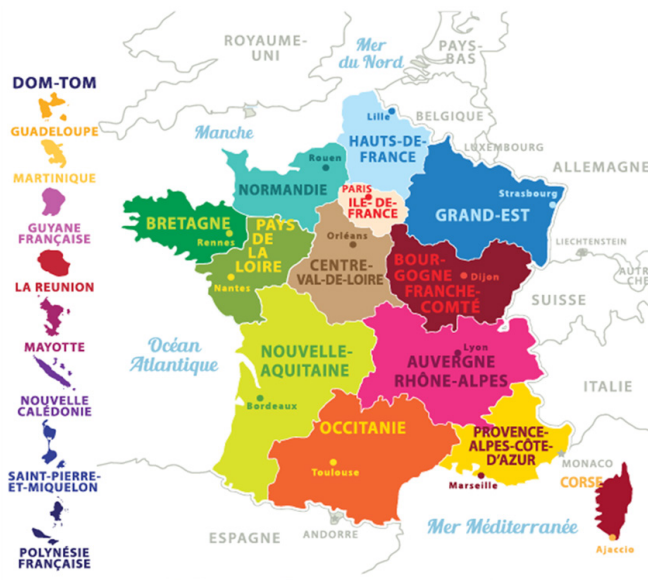 ROYAUME-
UNI
Mer
du Nord
PAYS-
BAS
DOM-TOM
GUADELOUPE
MARTINIQUE
GUYANE
FRANÇAISE
LA REUNION
MAYOTTE
NOUVELLE
CALÉDONIE
SAINT-PIERRE-
ET-MIQUELON
POLYNÉSIE
FRANÇAISE
Manche
BELGIQUE
LUXEMBOURG
ALLEMAGNE
Lille
HAUTS-DE-
FRANCE
Rouen
NORMANDIE
PARIS
ILE-DE-
FRANCE
Strasbourg
GRAND-EST
BRETAGNE
Rennes
PAYS
DE
LA
LOIRE
Nantes
Orléans
CENTRE-
VAL-DE-LOIRE
BOUR-
GOGNE
FRANCHE-
COMTÉ
Dijon
LIECHTENSTEIN
AUTR
CHE
SUISSE
Océan
Atlantique
NOUVELLE-
AQUITAINE
Bordeaux
Lyon
AUVERGNE
RHÔNE-ALPES
ITALIE
OCCITANIE
Toulouse
PROVENCE-
ALPES-CÔTE-
D'AZUR
Marseille
MONACO
CORSE
Ajaccio
ESPAGNE
ANDORRE
Mer Méditerranée